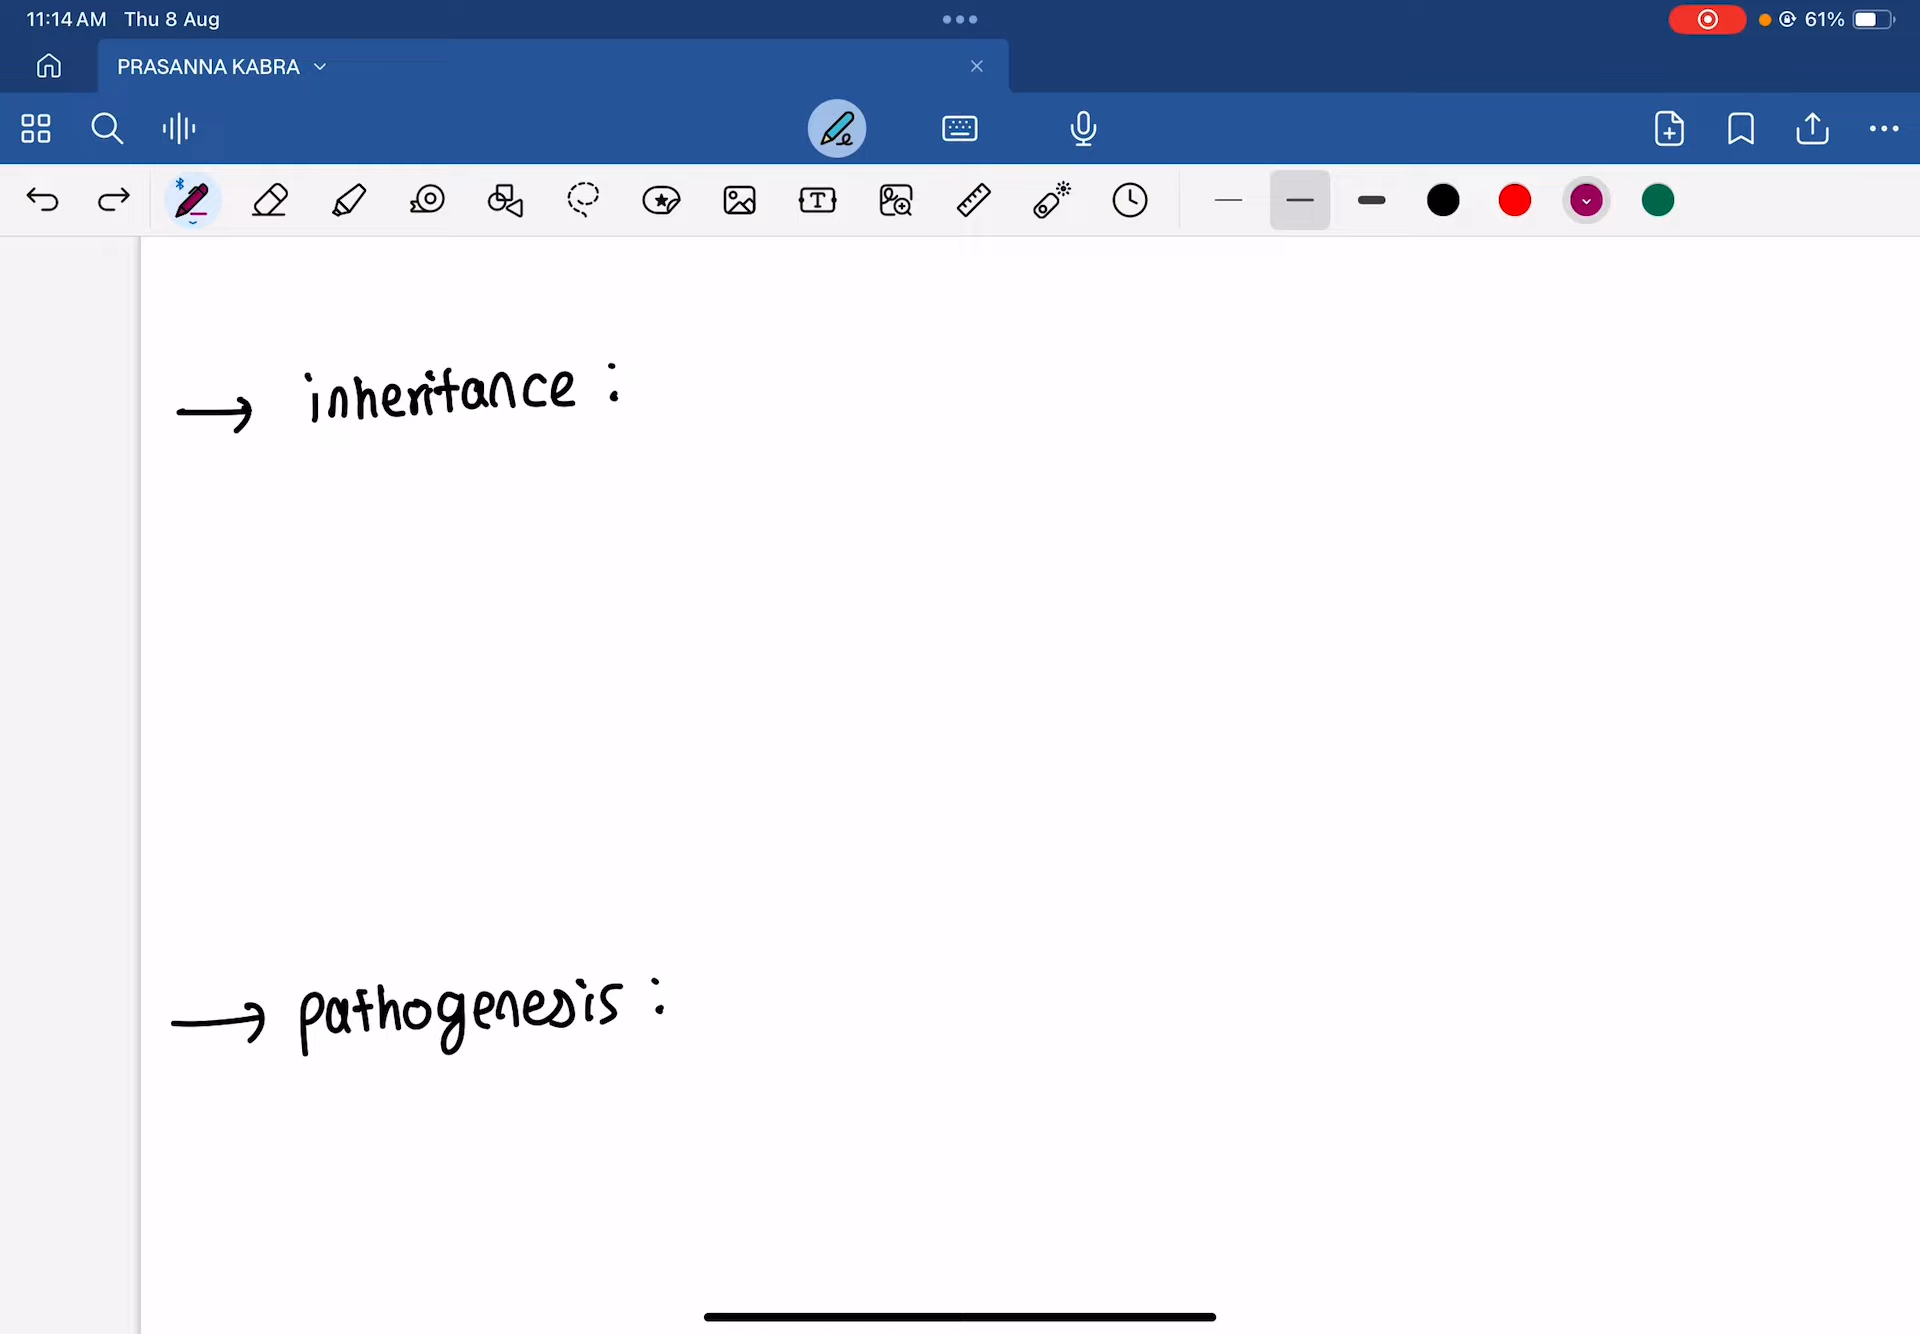 11:14 AM Thu 8 Aug
61%
PRASANNA KABRA
→ inheritance :
→ pathogenesis :